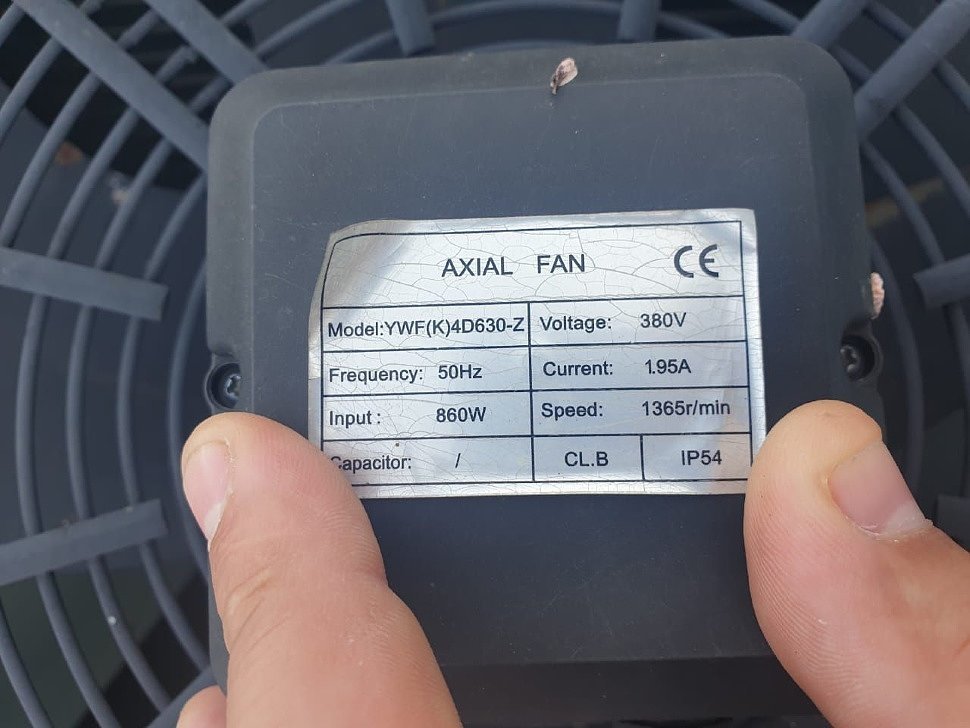 AXIAL FAN CE
Model:YWF(K)4D630-Z Voltage: 380V
Frequency: 50Hz Current: 1.95A
Input: 860W Speed: 1365r/min
Capacitor: / CL.B IP54